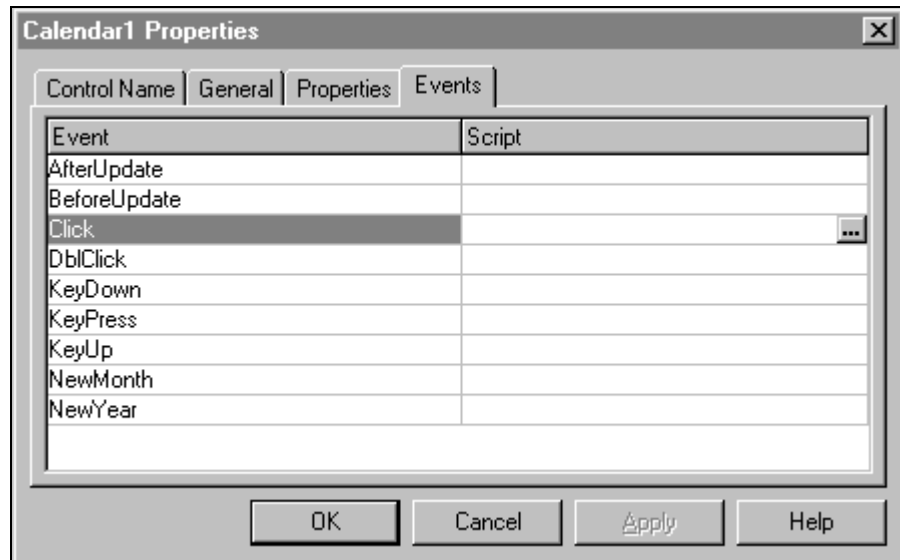 Calendar1 Properties
Control Name General Properties Events
Event Script
AfterUpdate
BeforeUpdate
Click ...
DblClick
KeyDown
KeyPress
KeyUp
NewMonth
NewYear
OK Cancel Apply Help